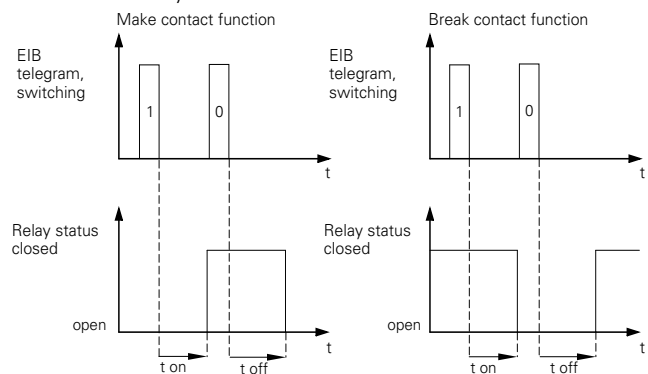 Make contact function
EIB
telegram,
switching
1
0
t
Relay status
closed
open
t
t on
t off
Break contact function
EIB
telegram,
switching
1
0
t
Relay status
closed
open
t
t on
t off